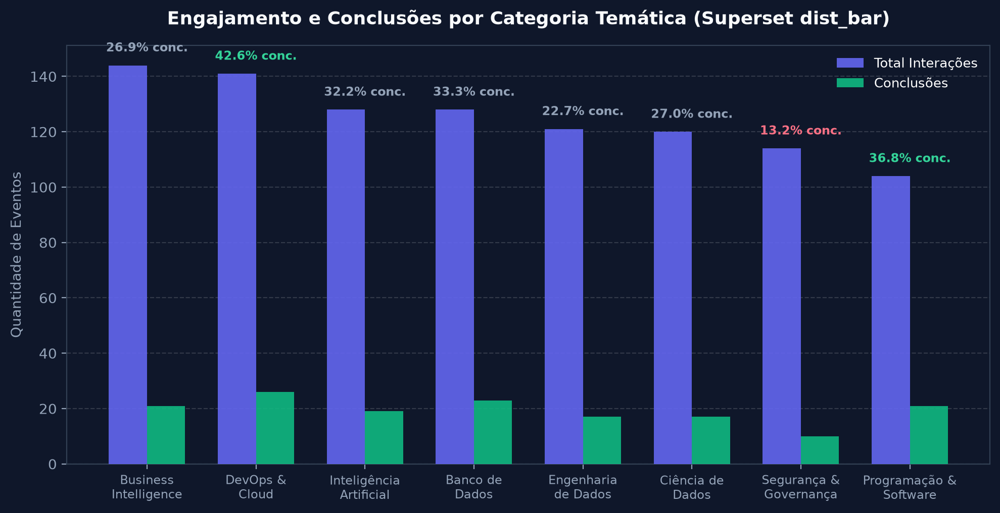 Engajamento e Conclusões por Categoria Temática (Superset dist_bar)
26.9% conc.
42.6% conc.
32.2% conc.
33.3% conc.
22.7% conc.
27.0% conc.
13.2% conc.
36.8% conc.
Total Interações
Conclusões
Quantidade de Eventos
140
120
100
80
60
40
20
0
Business
Intelligence
DevOps &
Cloud
Inteligência
Artificial
Banco de
Dados
Engenharia
de Dados
Ciência de
Dados
Segurança &
Governança
Programação &
Software